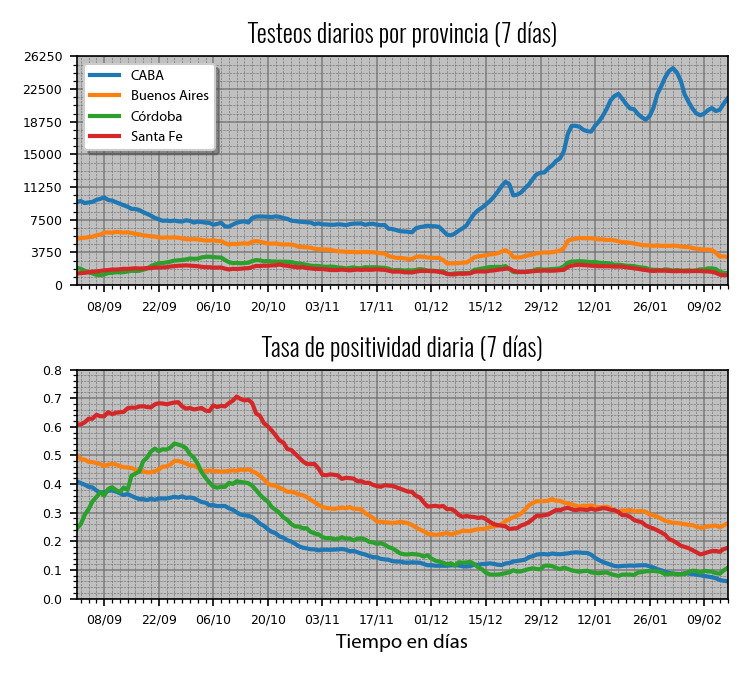 Testeos diarios por provincia (7 días)
26250
22500
18750
15000
11250
7500
3750
0
CABA
Buenos Aires
Córdoba
Santa Fe
08/09 22/09 06/10 20/10 03/11 17/11 01/12 15/12 29/12 12/01 26/01 09/02
Tasa de positividad diaria (7 días)
0.8
0.7
0.6
0.5
0.4
0.3
0.2
0.1
0.0
08/09 22/09 06/10 20/10 03/11 17/11 01/12 15/12 29/12 12/01 26/01 09/02
Tiempo en días